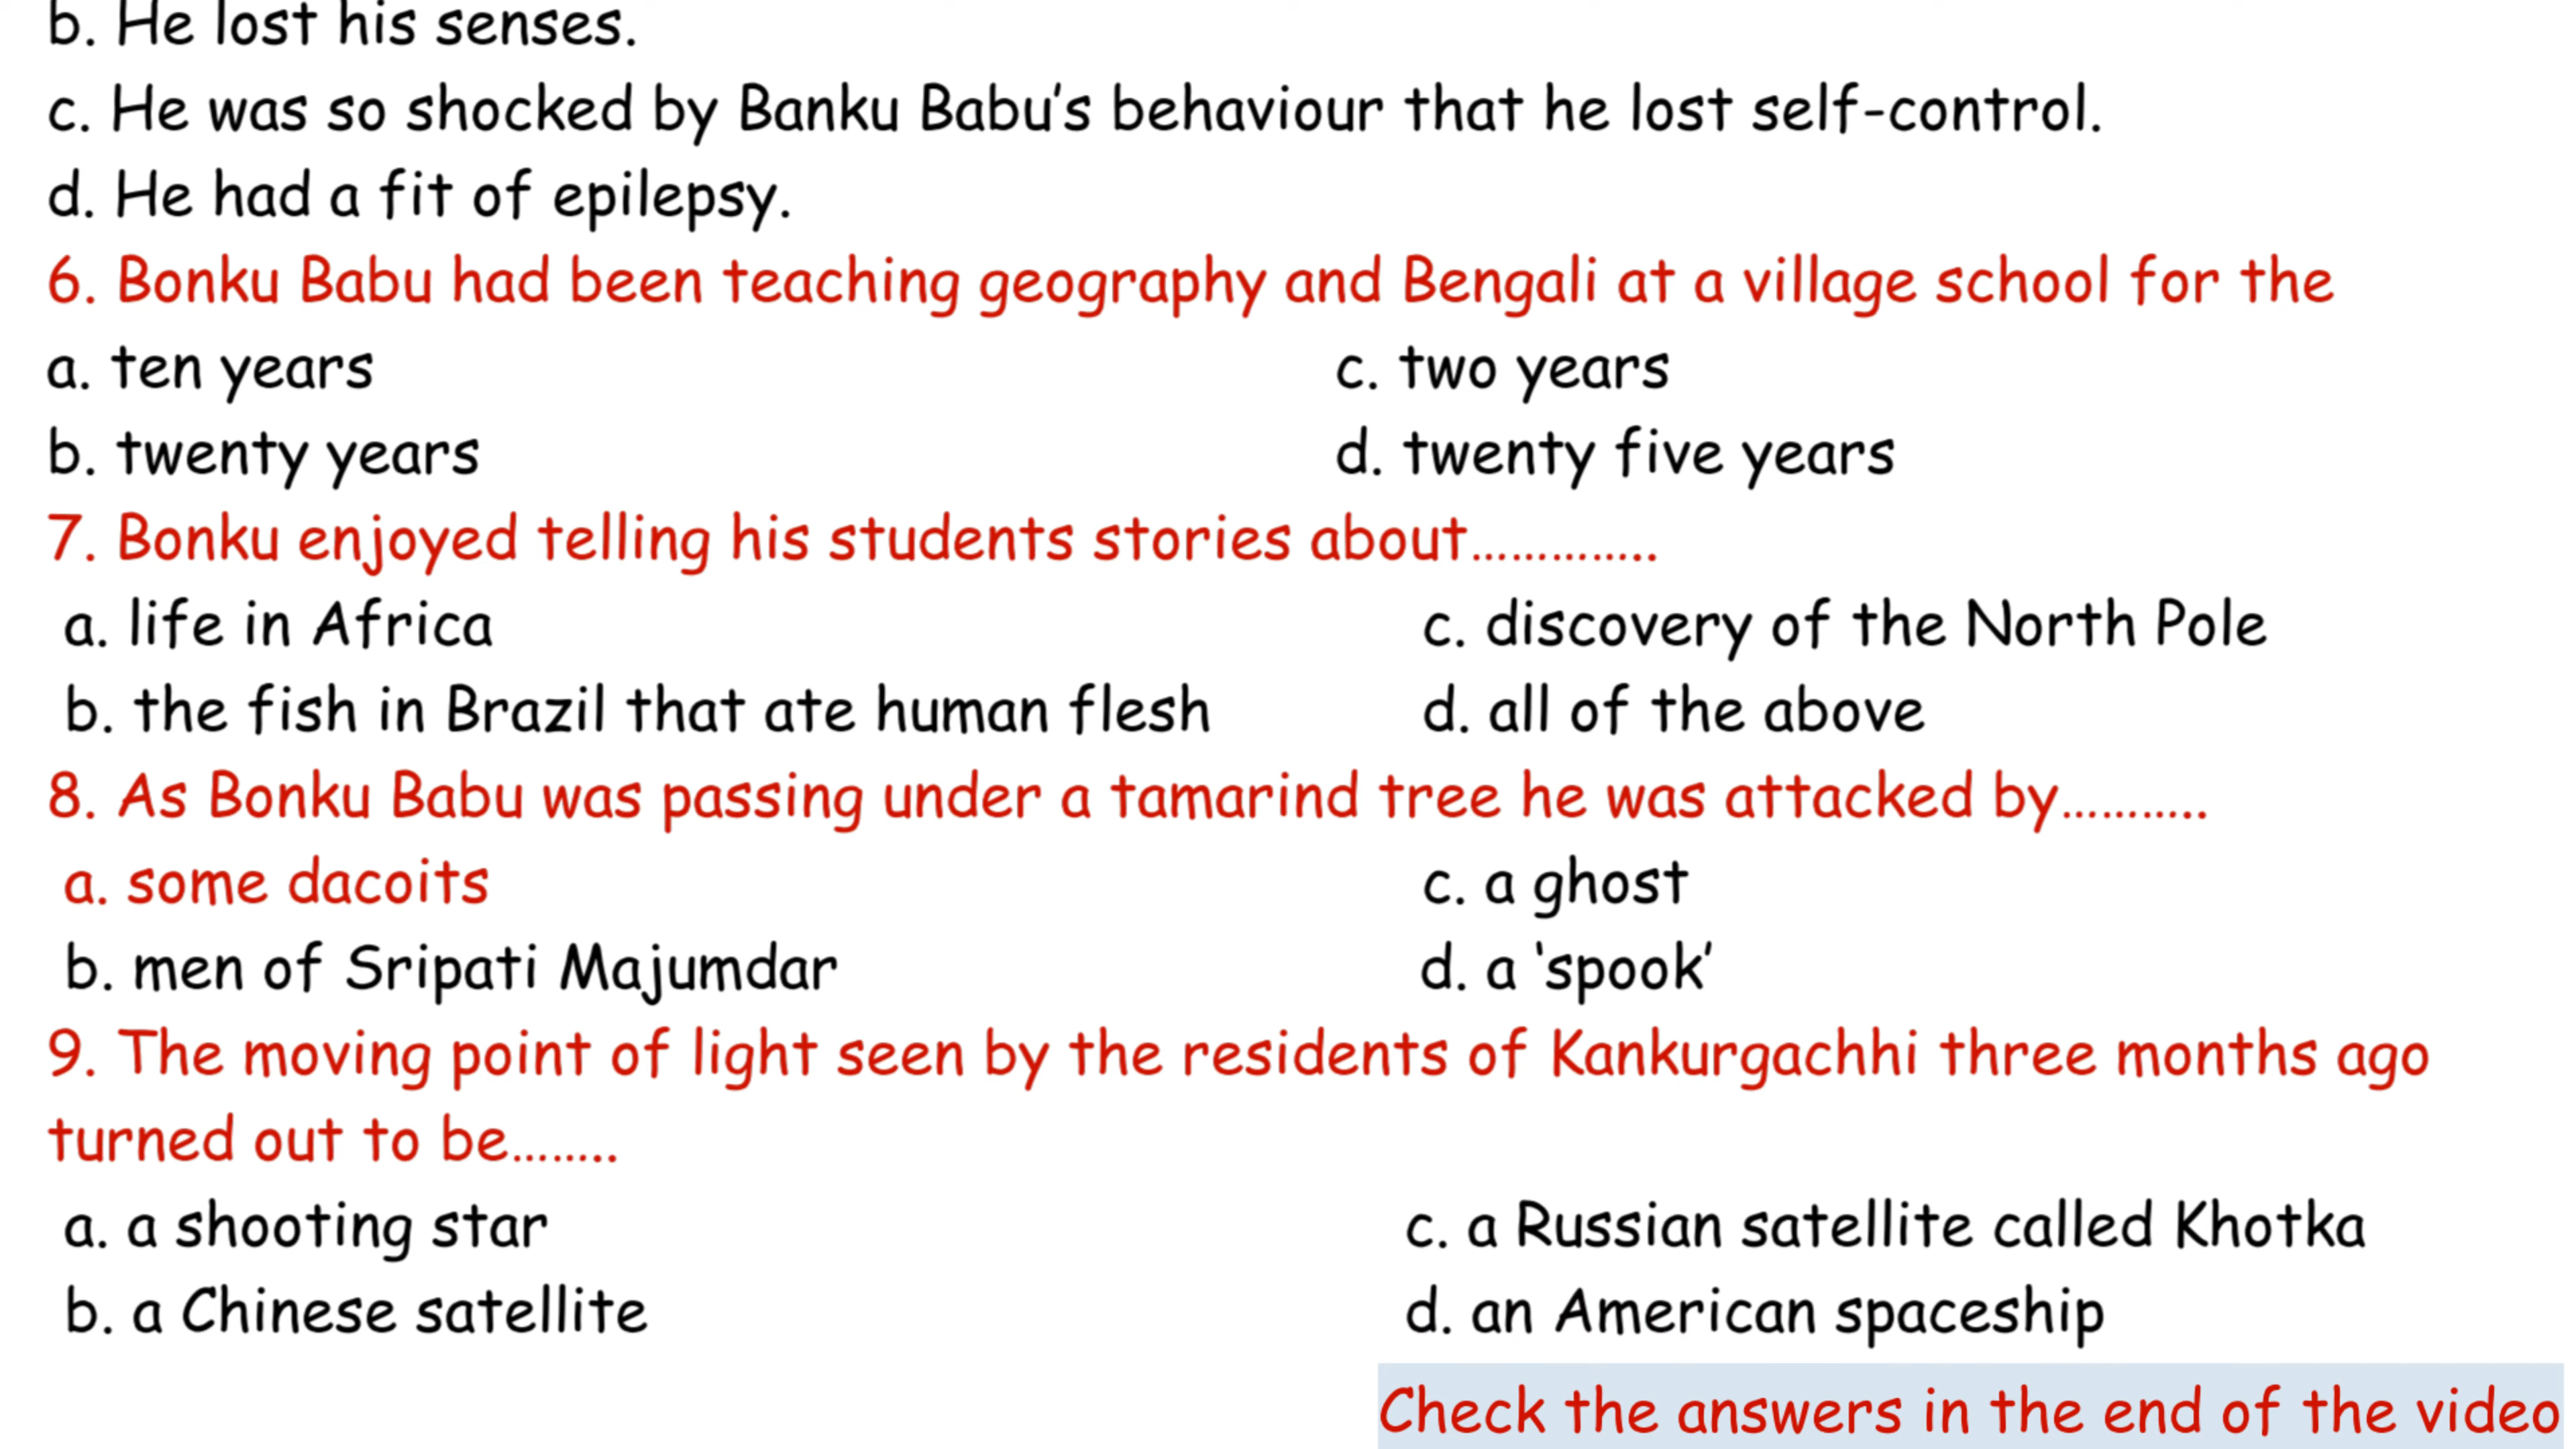 b. He lost his senses.
c. He was so shocked by Banku Babu's behaviour that he lost self-control.
d. He had a fit of epilepsy.
6. Bonku Babu had been teaching geography and Bengali at a village school for the
a. ten years c. two years
b. twenty years d. twenty five years
7. Bonku enjoyed telling his students stories about…………..
a. life in Africa c. discovery of the North Pole
b. the fish in Brazil that ate human flesh d. all of the above
8. As Bonku Babu was passing under a tamarind tree he was attacked by………..
a. some dacoits c. a ghost
b. men of Sripati Majumdar d. a 'spook'
9. The moving point of light seen by the residents of Kankurgachhi three months ago
turned out to be……..
a. a shooting star c. a Russian satellite called Khotka
b. a Chinese satellite d. an American spaceship
Check the answers in the end of the video